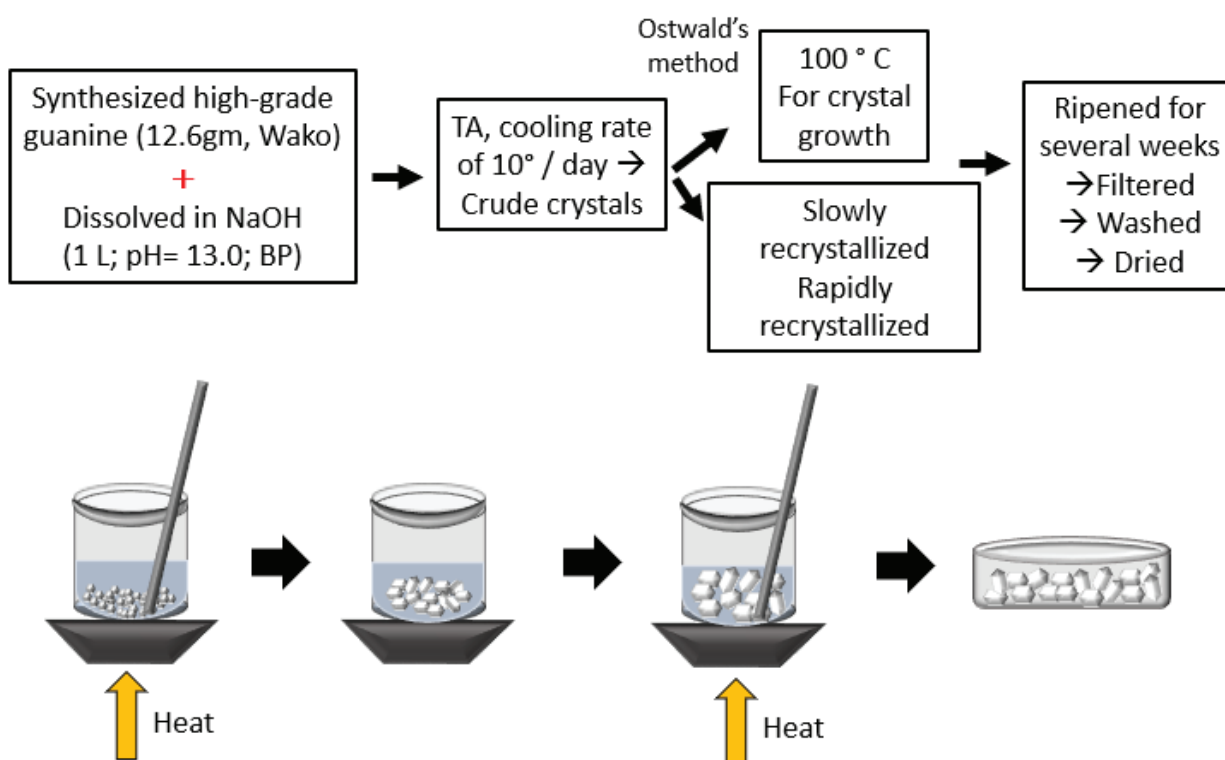 Synthesized high-grade
guanine (12.6gm, Wako)
+
Dissolved in NaOH
(1 L; pH= 13.0; BP)
TA, cooling rate
of 10° / day →
Crude crystals
Ostwald's
method
100 ° C
For crystal
growth
Slowly
recrystallized
Rapidly
recrystallized
Ripened for
several weeks
→Filtered
→ Washed
→ Dried
Heat
Heat